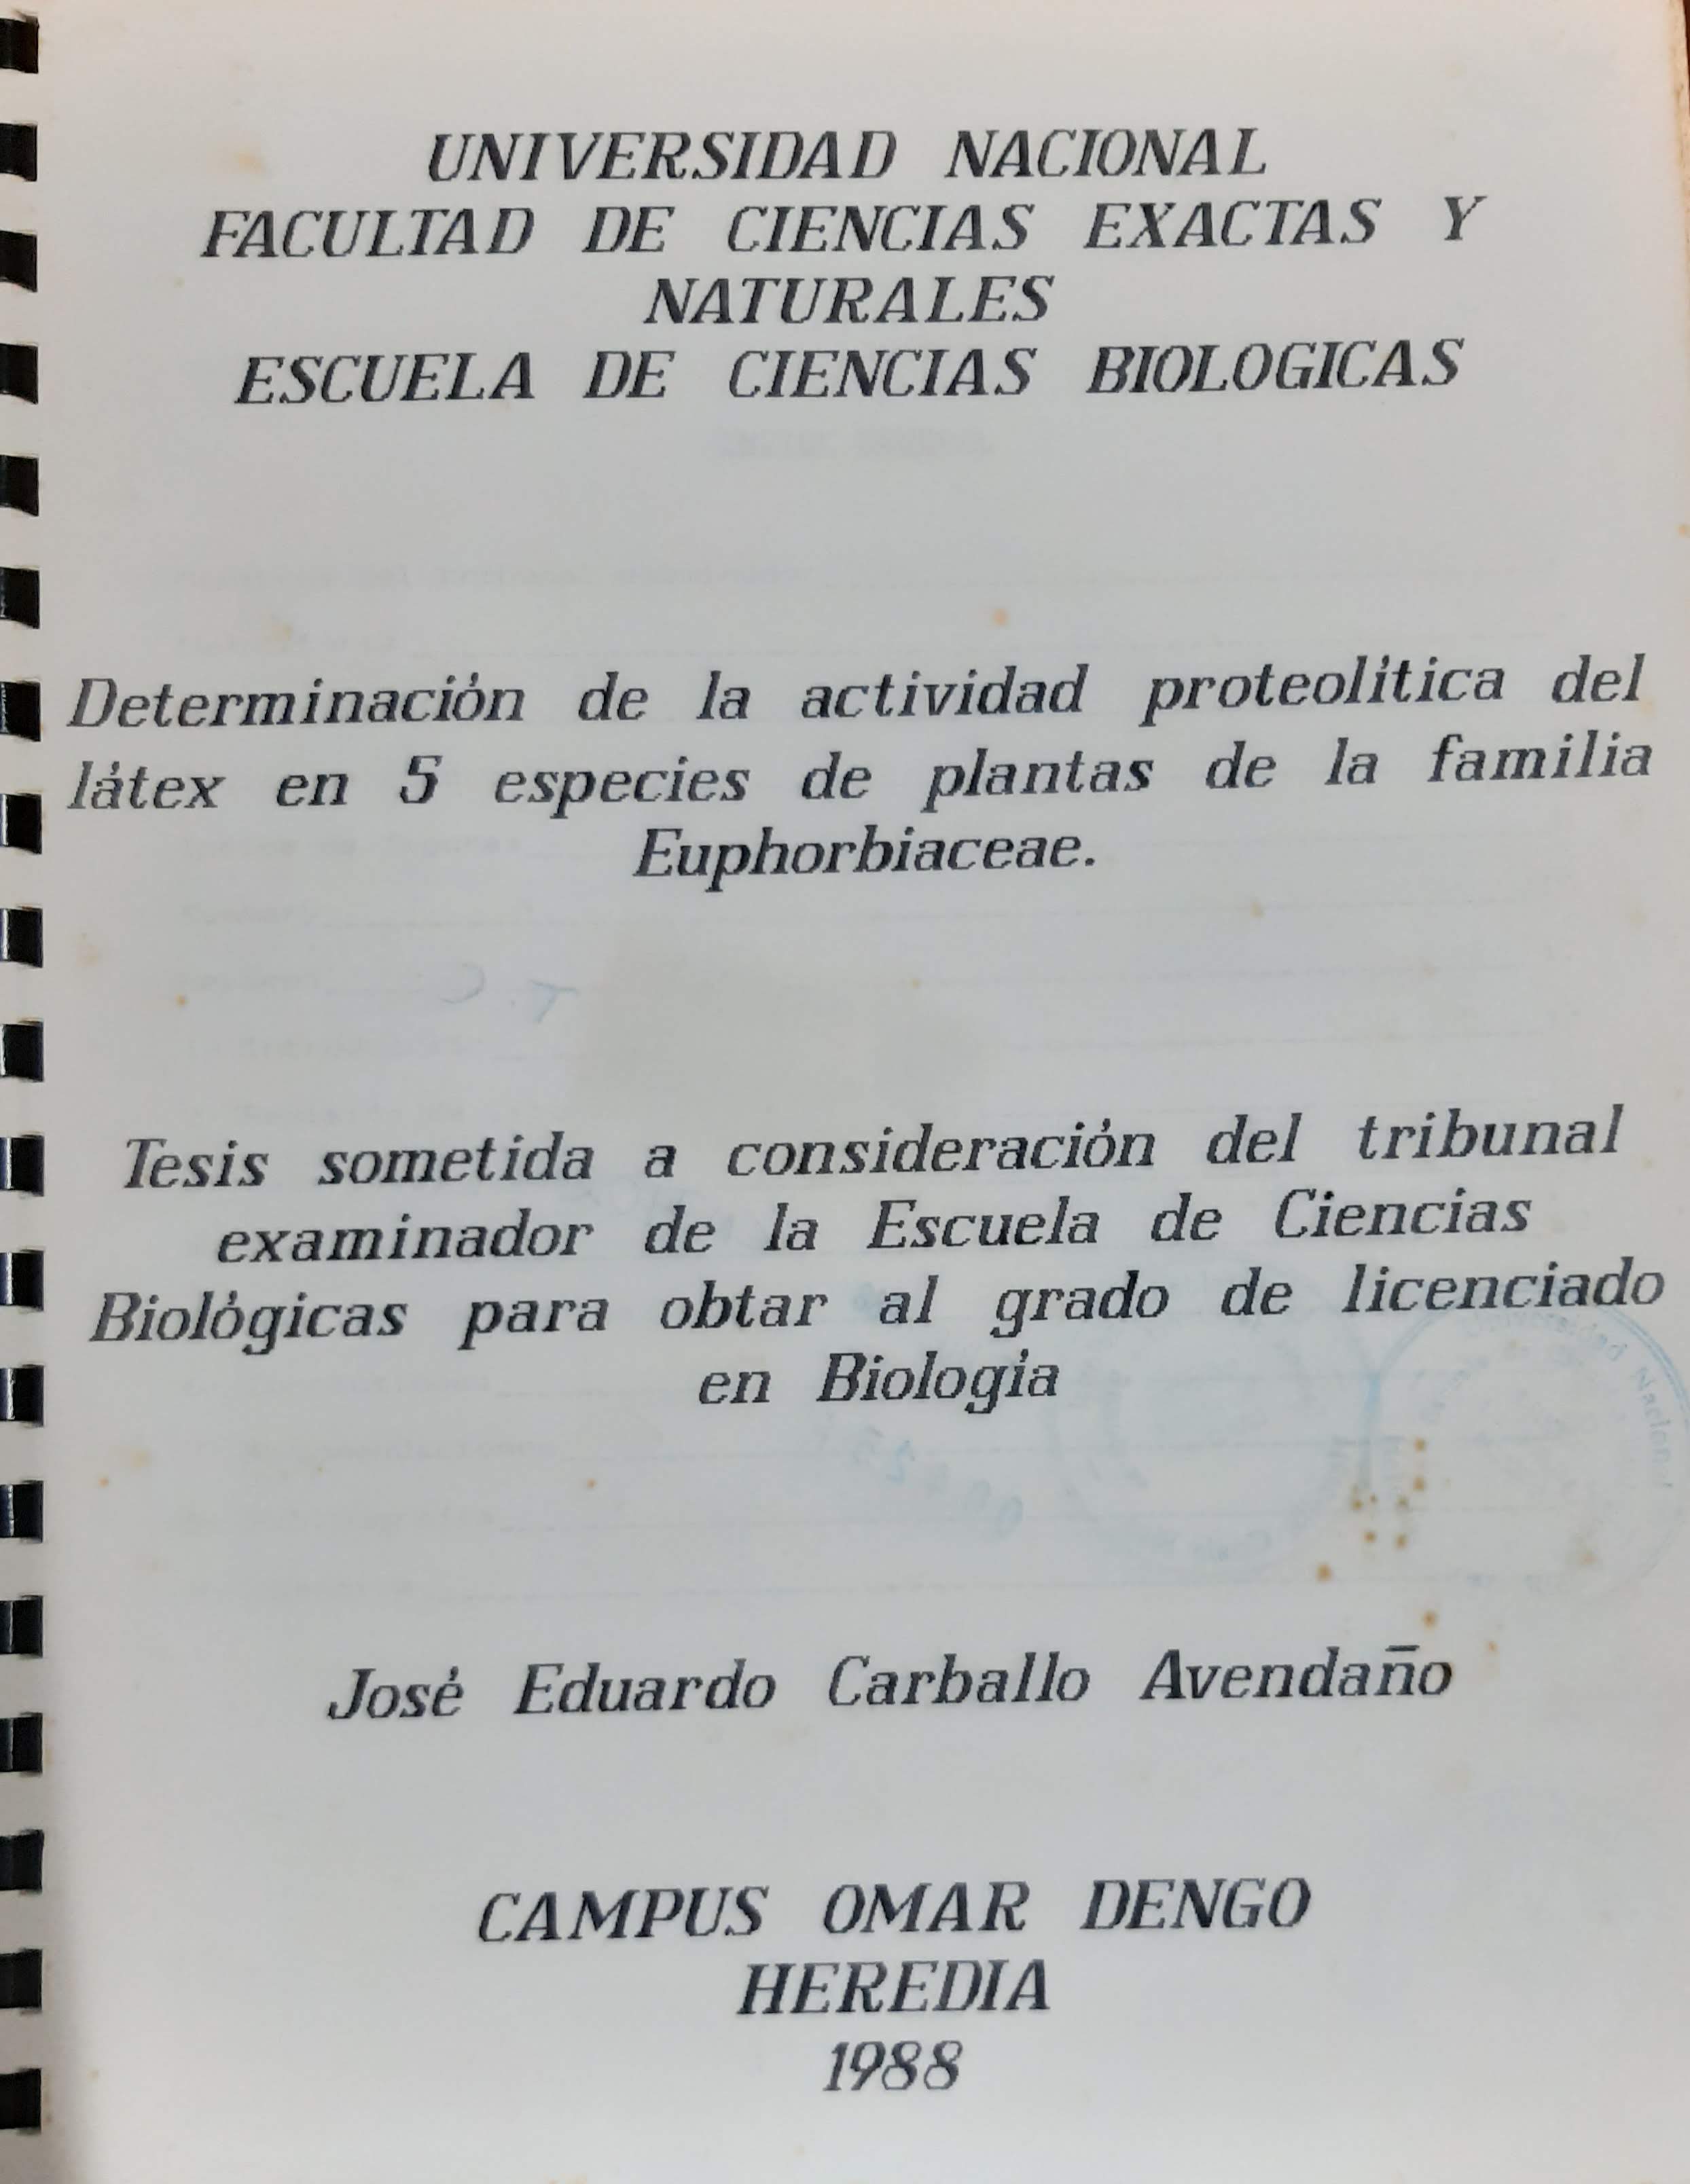 UNIVERSIDAD NACIONAL
FACULTAD DE CIENCIAS EXACTAS Y
NATURALES
ESCUELA DE CIENCIAS BIOLOGICAS
Determinación de la actividad proteolítica del
látex en 5 especies de plantas de la familia
Euphorbiaceae.
Tesis sometida a consideración del tribunal
examinador de la Escuela de Ciencias
Biológicas para obtar al grado de licenciado
en Biología
José Eduardo Carballo Avendaño
CAMPUS OMAR DENGO
HEREDIA
1988